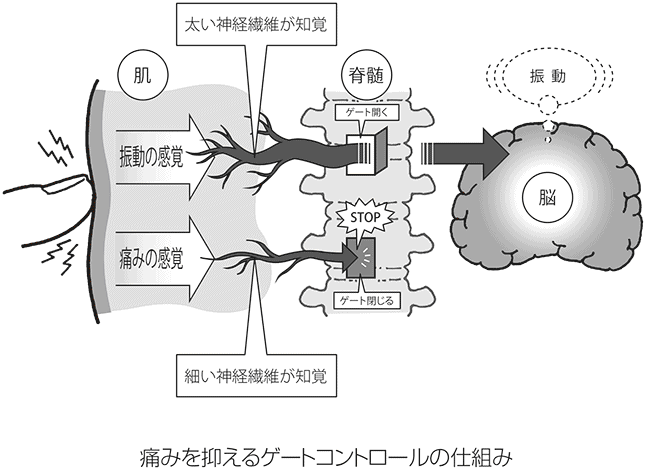 太い神経繊維が知覚
肌
脊髄
振動
ゲート開く
振動の感覚
脳
STOP
痛みの感覚
ゲート閉じる
細い神経繊維が知覚
痛みを抑えるゲートコントロールの仕組み